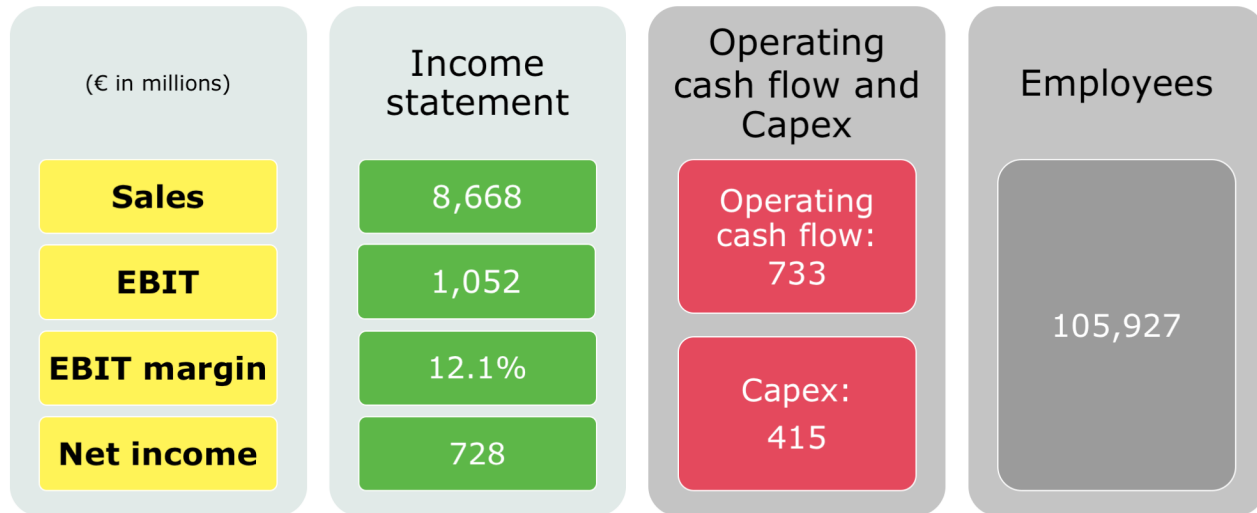 (€ in millions)
Sales
EBIT
EBIT margin
Net income
Income
statement
8,668
1,052
12.1%
728
Operating
cash flow and
Capex
Operating
cash flow:
733
Capex:
415
Employees
105,927